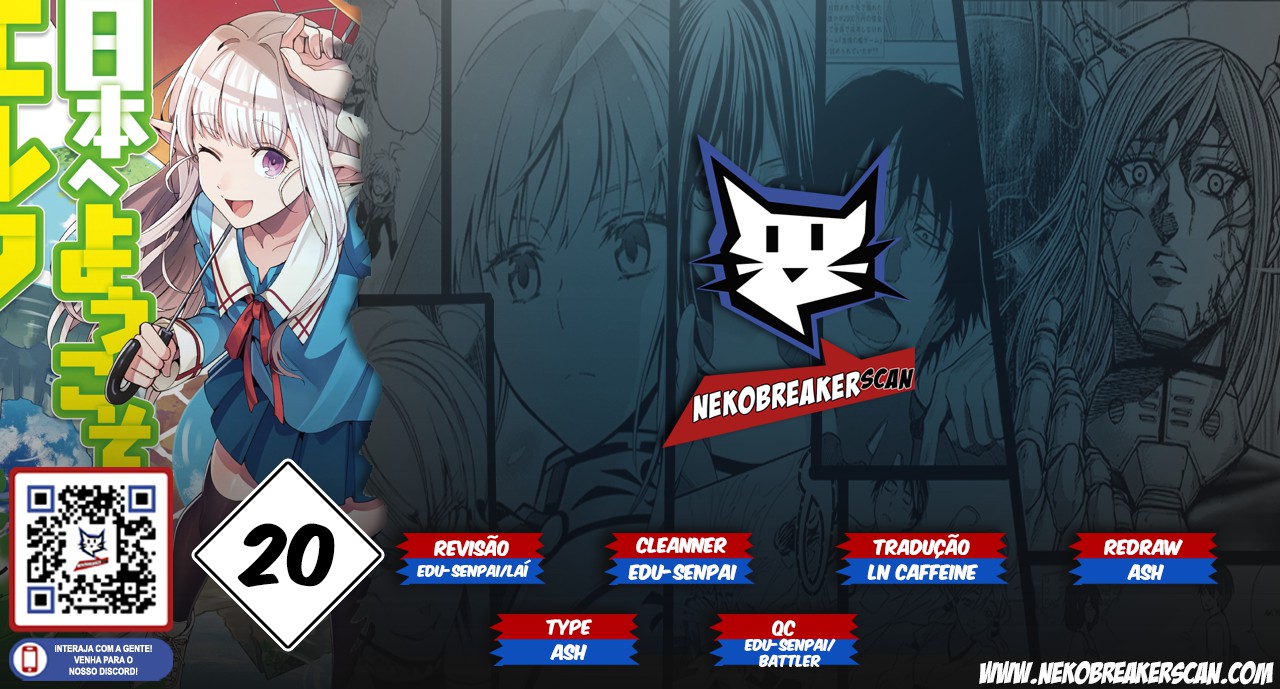 日本へようこそ
エルフ
NEKOBREAKERSCAN
20
REVISÃO
EDU-SENPAI/LAÍ
CLEANNER
EDU-SENPAI
TRADUÇÃO
LN CAFFEINE
REDRAW
ASH
TYPE
ASH
QC
EDU-SENPAI/
BATTLER
INTERAJA COM A GENTE!
VENHA PARA O
NOSSO DISCORD!
WWW.NEKOBREAKERSCAN.COM